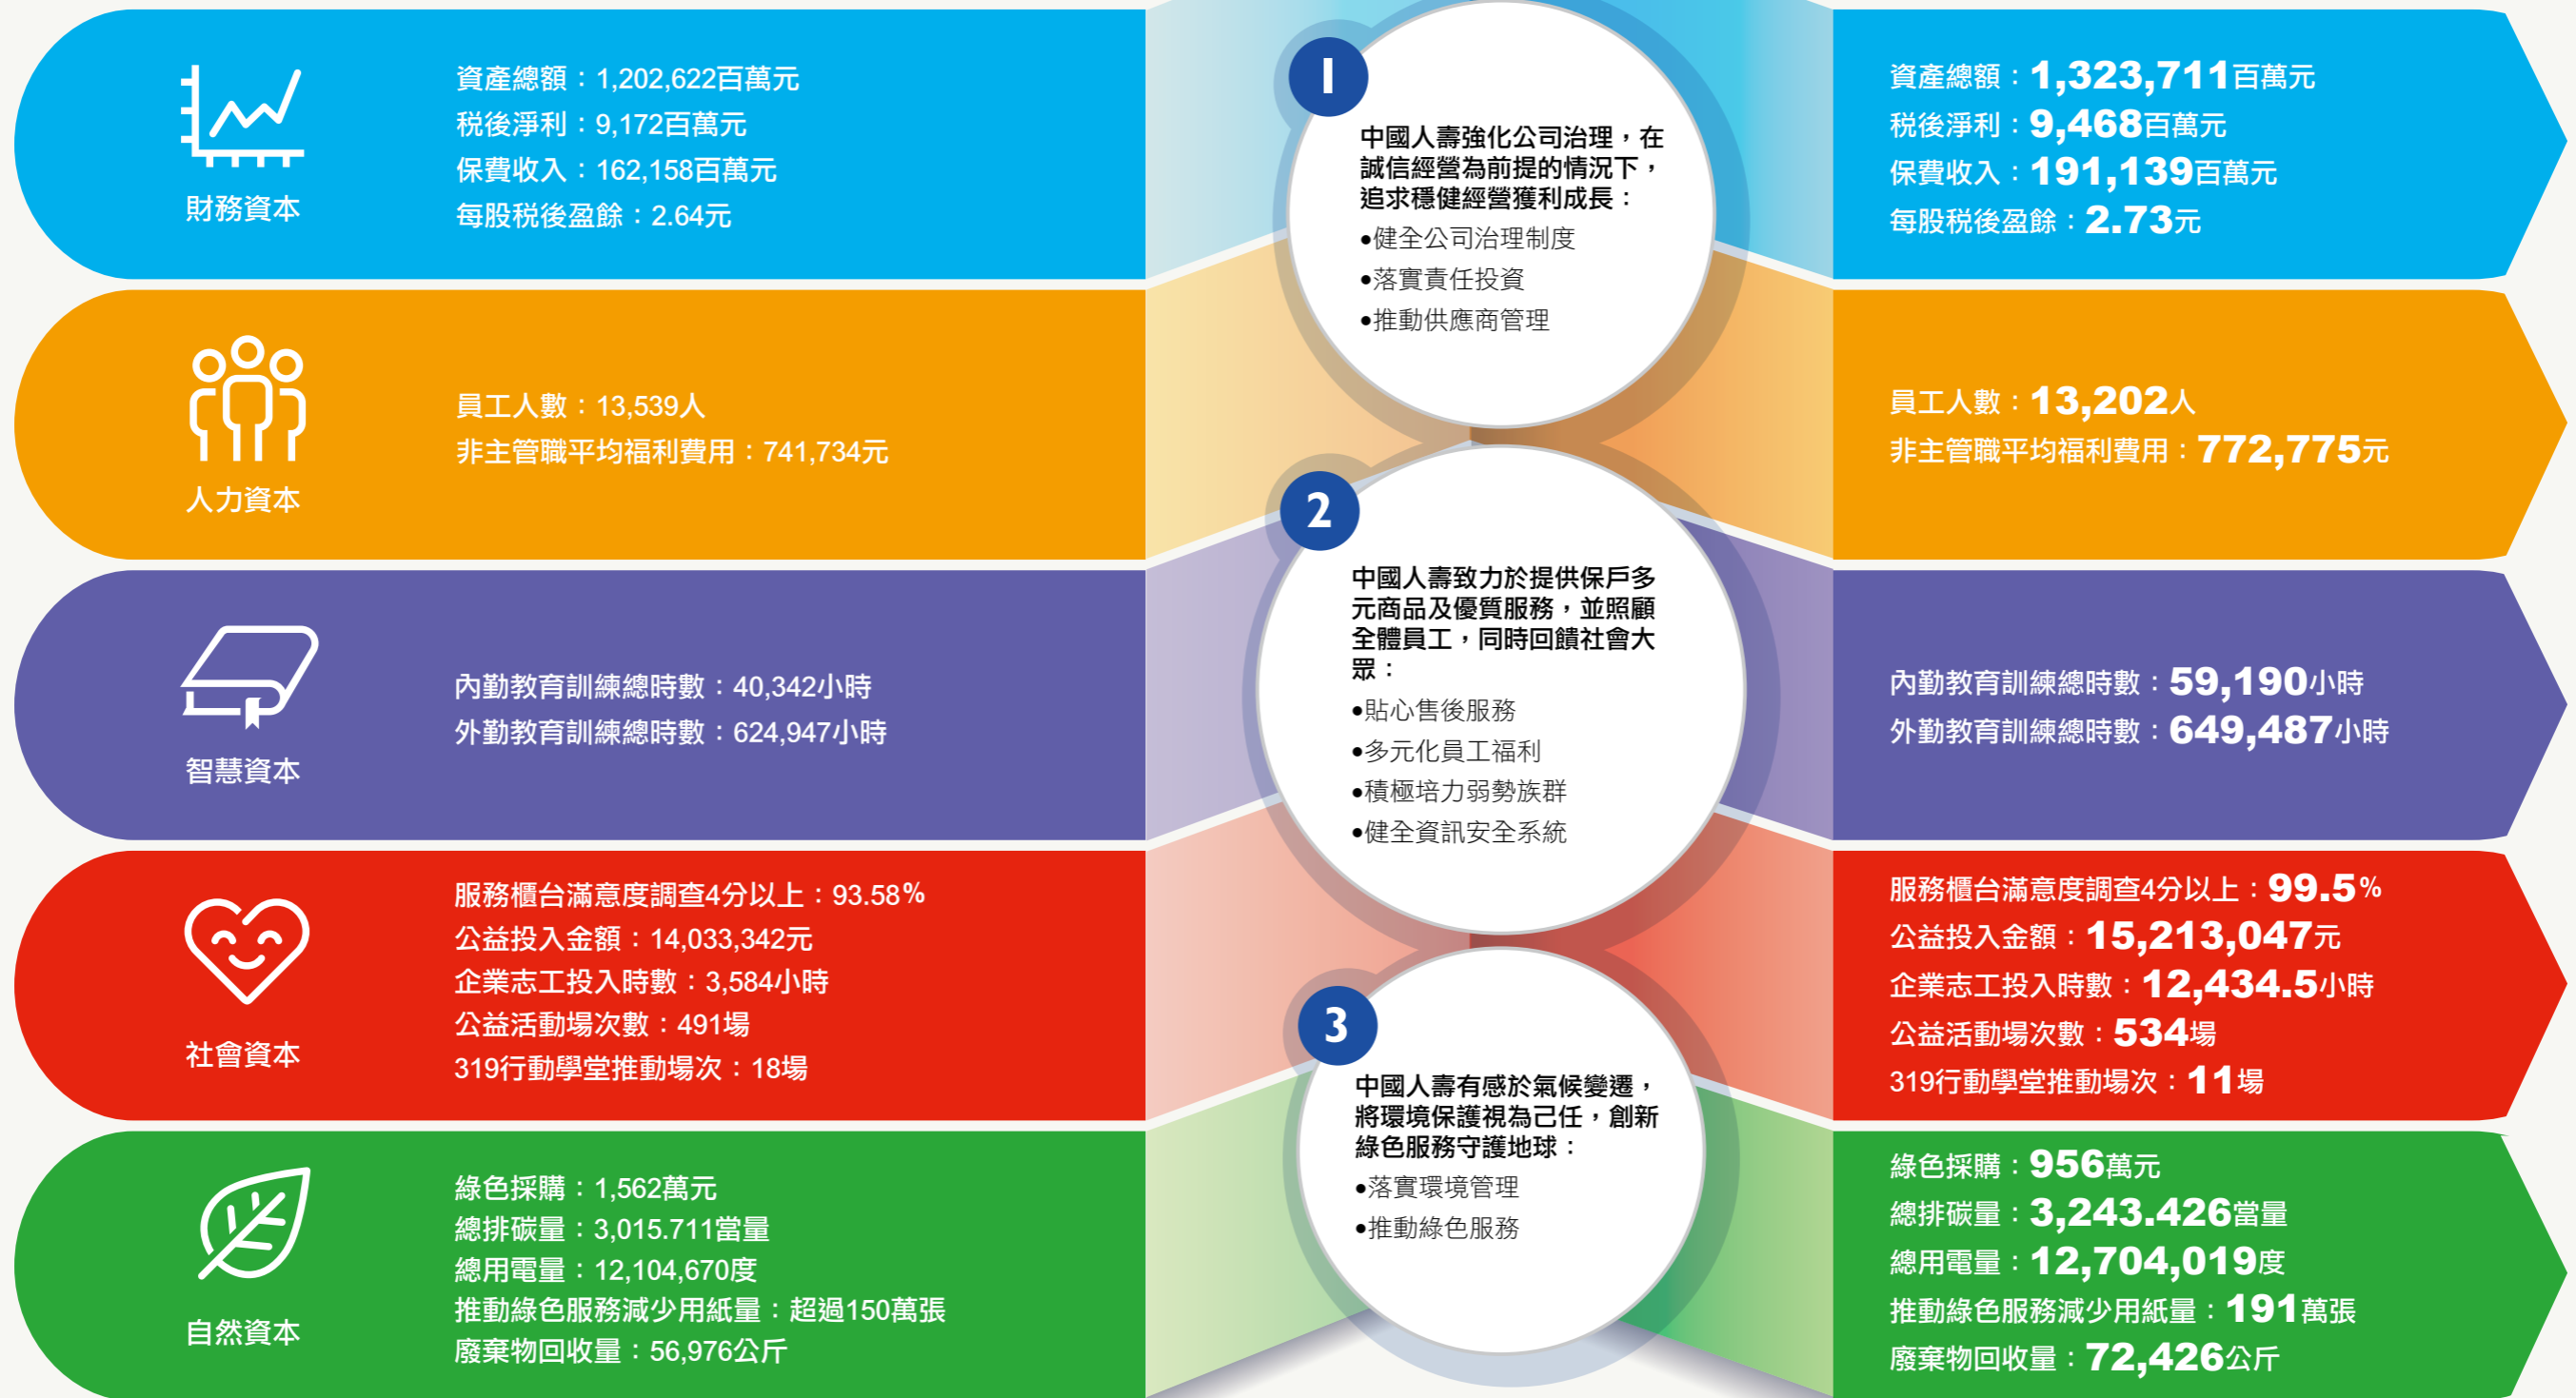 財務資本
資產總額：1,202,622百萬元
稅後淨利：9,172百萬元
保費收入：162,158百萬元
每股稅後盈餘：2.64元
人力資本
員工人數：13,539人
非主管職平均福利費用：741,734元
智慧資本
內勤教育訓練總時數：40,342小時
外勤教育訓練總時數：624,947小時
社會資本
服務櫃台滿意度調查4分以上：93.58%
公益投入金額：14,033,342元
企業志工投入時數：3,584小時
公益活動場次數：491場
319行動學堂推動場次：18場
自然資本
綠色採購：1,562萬元
總排碳量：3,015.711當量
總用電量：12,104,670度
推動綠色服務減少用紙量：超過150萬張
廢棄物回收量：56,976公斤
1
中國人壽強化公司治理，在
誠信經營為前提的情況下，
追求穩健經營獲利成長：
•健全公司治理制度
•落實責任投資
•推動供應商管理
2
中國人壽致力於提供保戶多
元商品及優質服務，並照顧
全體員工，同時回饋社會大
眾：
•貼心售後服務
•多元化員工福利
•積極培力弱勢族群
•健全資訊安全系統
3
中國人壽有感於氣候變遷，
將環境保護視為己任，創新
綠色服務守護地球：
•落實環境管理
•推動綠色服務
資產總額：1,323,711百萬元
稅後淨利：9,468百萬元
保費收入：191,139百萬元
每股稅後盈餘：2.73元
員工人數：13,202人
非主管職平均福利費用：772,775元
內勤教育訓練總時數：59,190小時
外勤教育訓練總時數：649,487小時
服務櫃台滿意度調查4分以上：99.5%
公益投入金額：15,213,047元
企業志工投入時數：12,434.5小時
公益活動場次數：534場
319行動學堂推動場次：11場
綠色採購：956萬元
總排碳量：3,243.426當量
總用電量：12,704,019度
推動綠色服務減少用紙量：191萬張
廢棄物回收量：72,426公斤